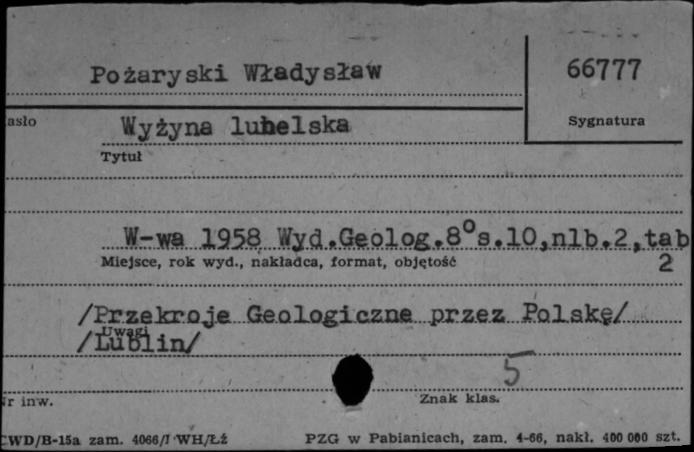 Pożaryski Władysław
66777
asło
Wyżyna luhelska
Sygnatura
Tytuł
W-wa 1958 Wyd.Geolog.8°s.10,nlb.2,tab
Miejsce, rok wyd., nakładca, format, objętość
2
/Przekroje Geologiczne przez Polskę/
Uwagi
/Lublin/
5
r inw.
Znak klas.
CWD/B-15a zam. 4066/I WH/Łź
PZG w Pabianicach, zam. 4-66, nakł. 400 000 szt.